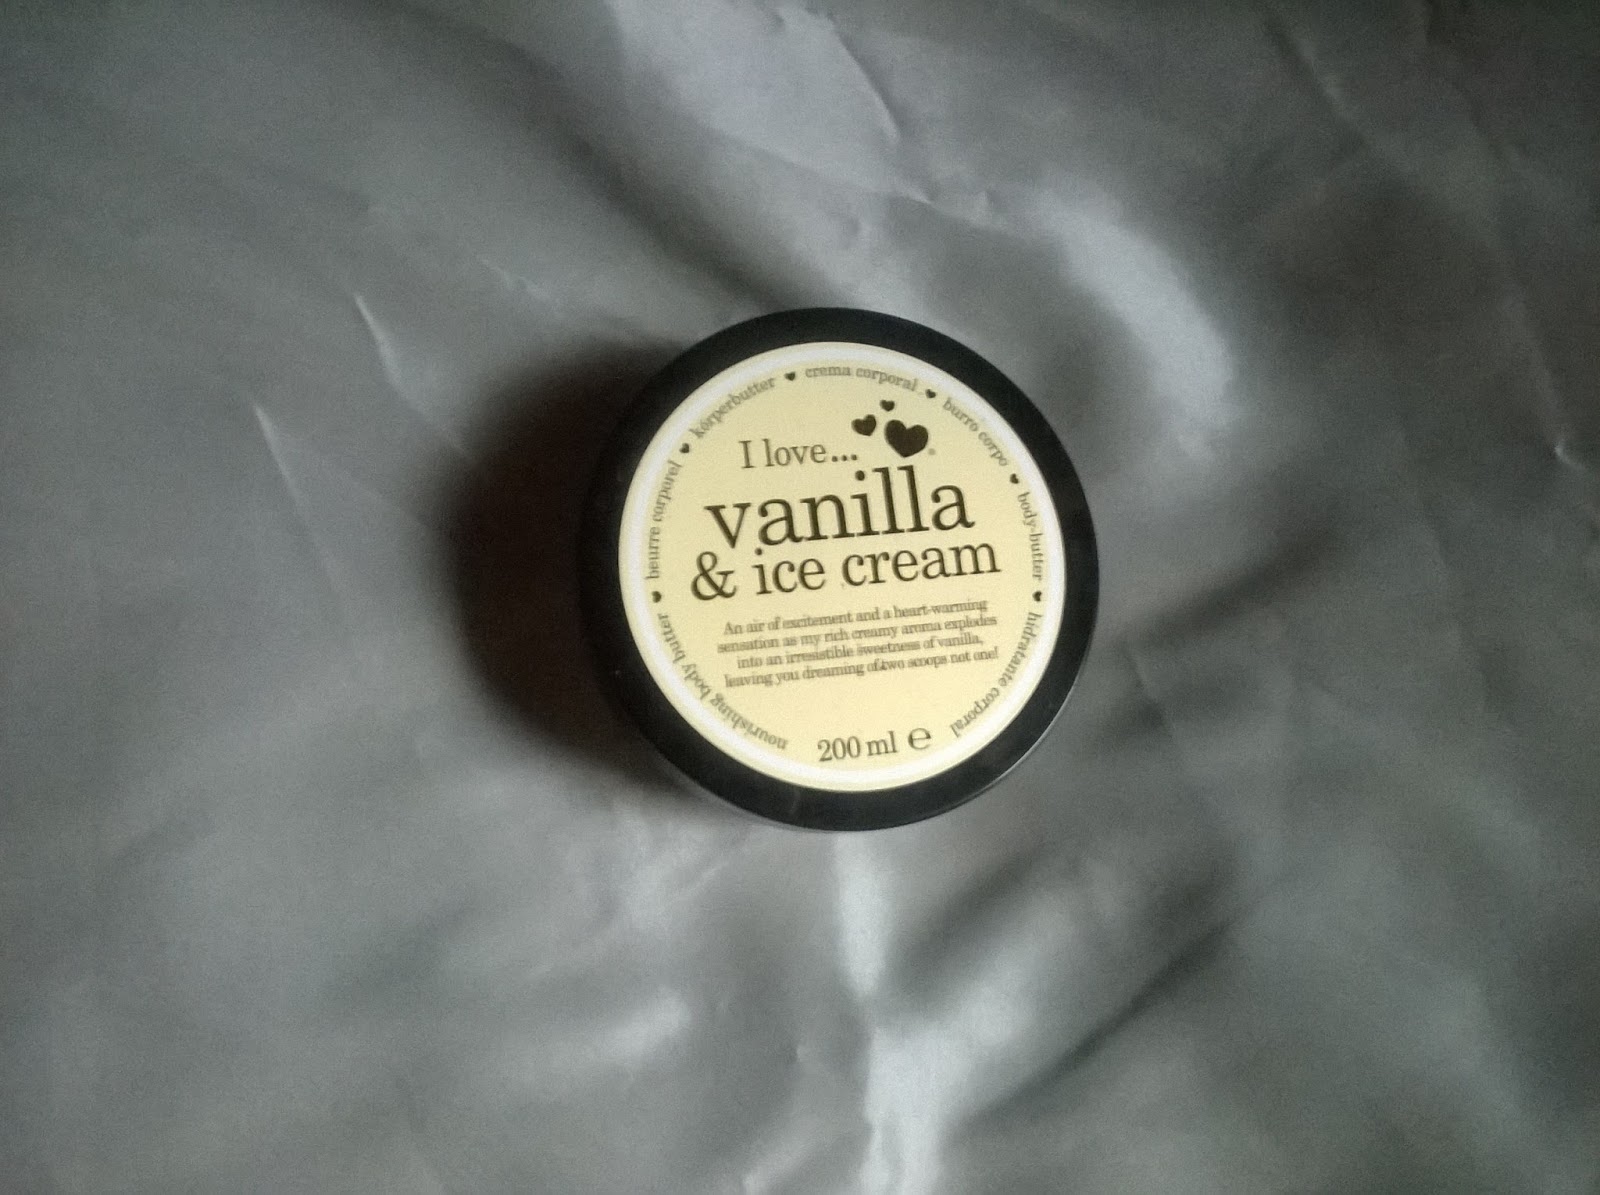 I love...
vanilla
& ice cream
An air of excitement and a heart-warming
sensation as my rich creamy aroma explodes
into an irresistible sweetness of vanilla,
leaving you dreaming of two scoops not one!
200 ml ℮
nourishing body butter ♥ beurre corporel ♥ körperbutter ♥ crema corporal ♥ burro corpo ♥ body-butter ♥ hidratante corporal